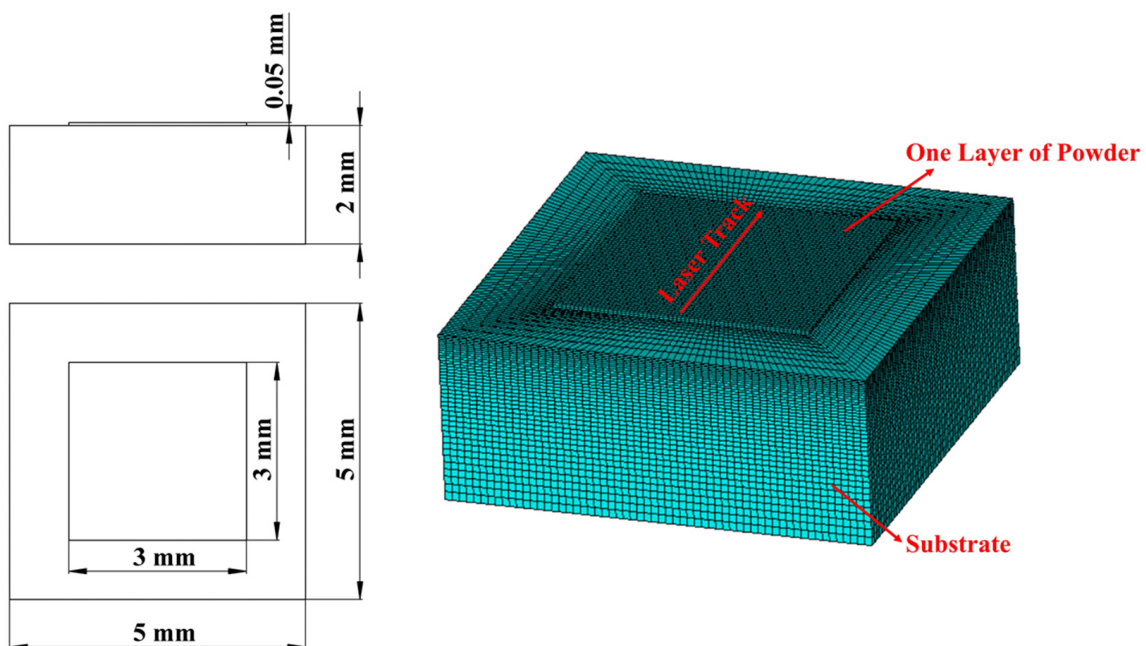 0.05 mm
2 mm
3 mm
5 mm
3 mm
5 mm
One Layer of Powder
Laser Track
Substrate